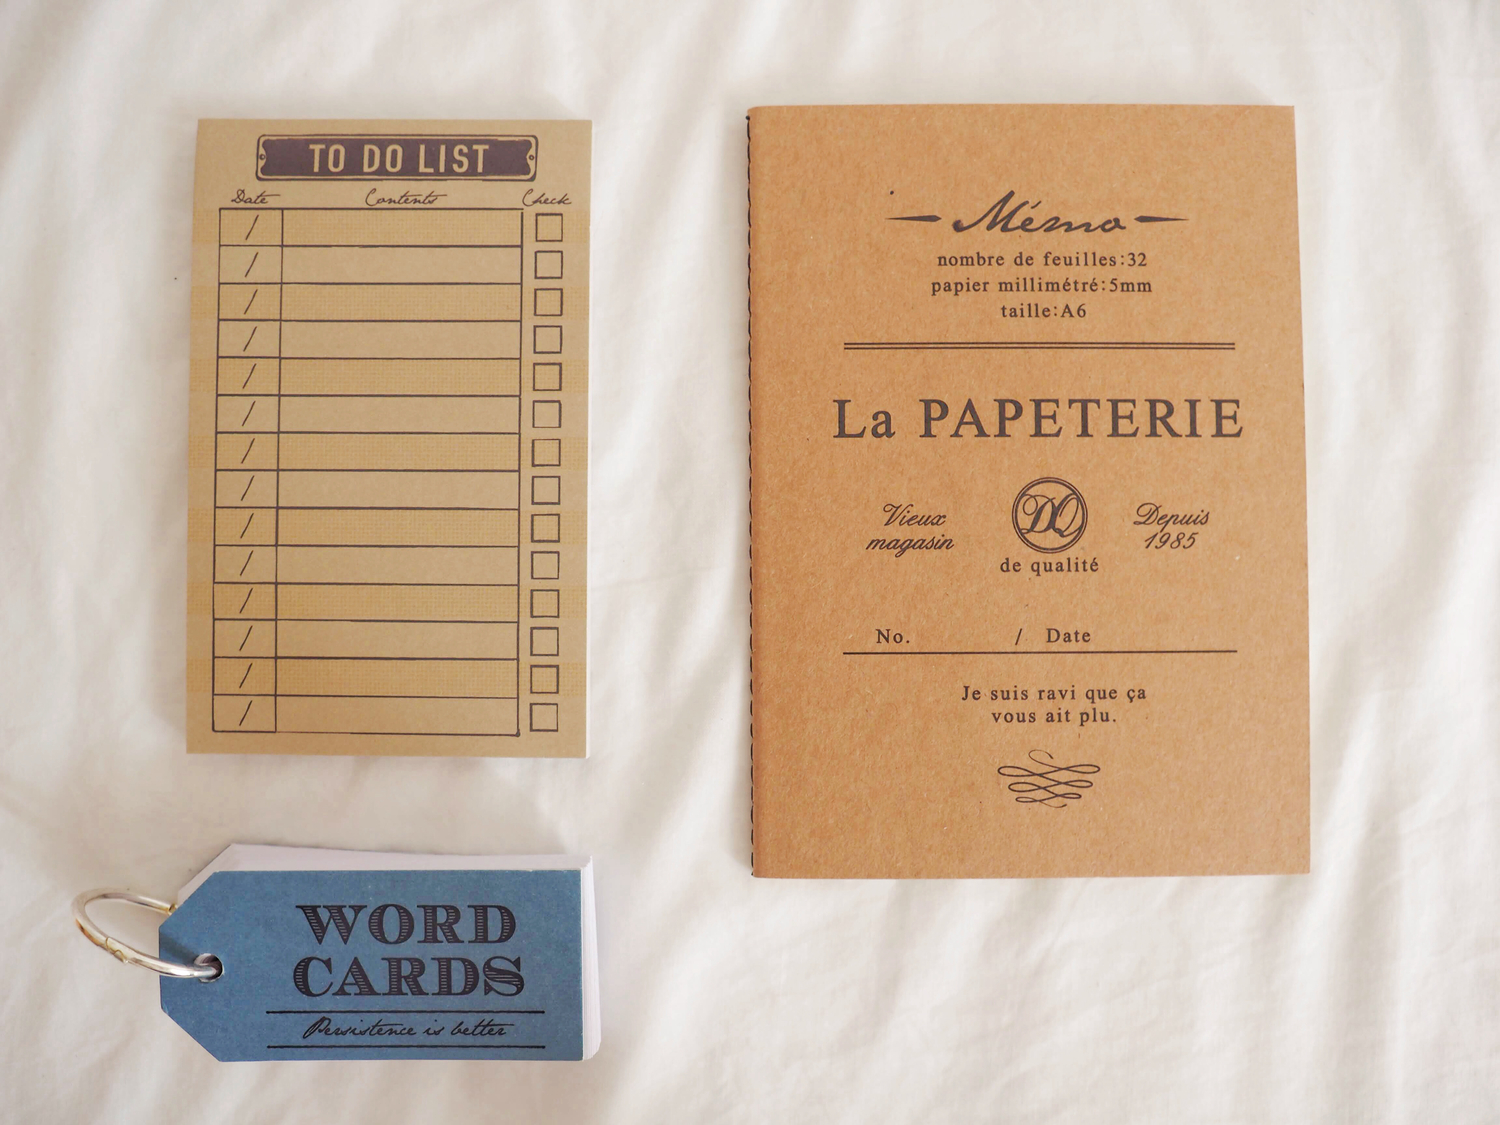 TO DO LIST
Date Contents Check
/
/
/
/
/
/
/
/
/
/
/
/
/
/
WORD
CARDS
Persistence is better
Mémo
nombre de feuilles:32
papier millimétré:5mm
taille:A6
La PAPETERIE
Vieux
magasin
DQ
de qualité
Depuis
1985
No. / Date
Je suis ravi que ça
vous ait plu.